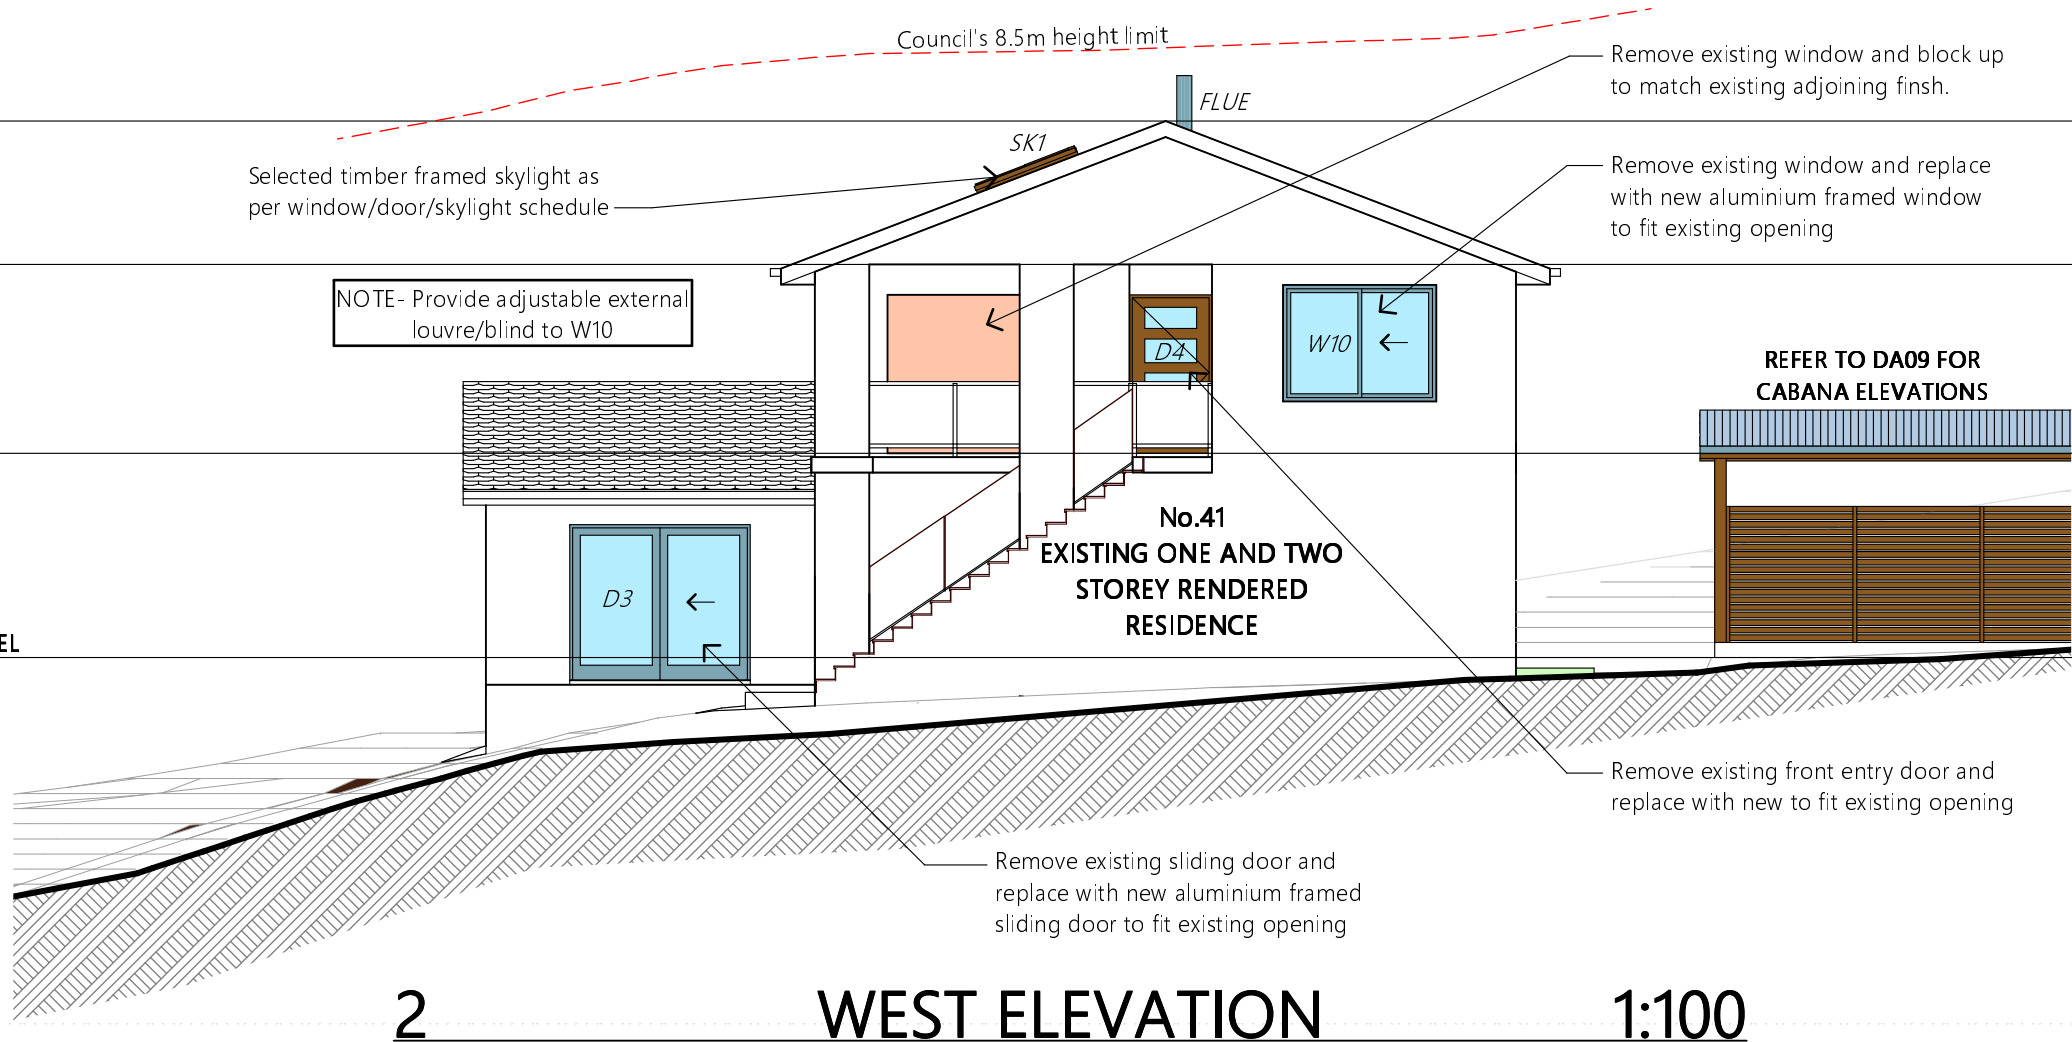 Council's 8.5m height limit
Remove existing window and block up
to match existing adjoining finsh.
FLUE
SK1
Selected timber framed skylight as
per window/door/skylight schedule
Remove existing window and replace
with new aluminium framed window
to fit existing opening
NOTE- Provide adjustable external
louvre/blind to W10
D4
W10
REFER TO DA09 FOR
CABANA ELEVATIONS
No.41
EXISTING ONE AND TWO
STOREY RENDERED
RESIDENCE
D3
EL
Remove existing front entry door and
replace with new to fit existing opening
Remove existing sliding door and
replace with new aluminium framed
sliding door to fit existing opening
2 WEST ELEVATION 1:100